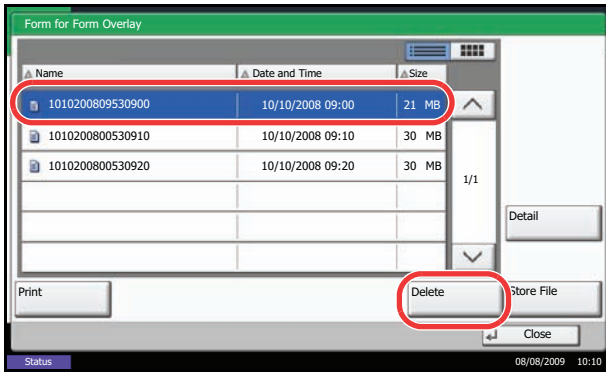 Form for Form Overlay
Name Date and Time Size
1010200809530900 10/10/2008 09:00 21 MB
1010200800530910 10/10/2008 09:10 30 MB
1010200800530920 10/10/2008 09:20 30 MB
1/1
Detail
Print Delete Store File
Close
Status 08/08/2009 10:10